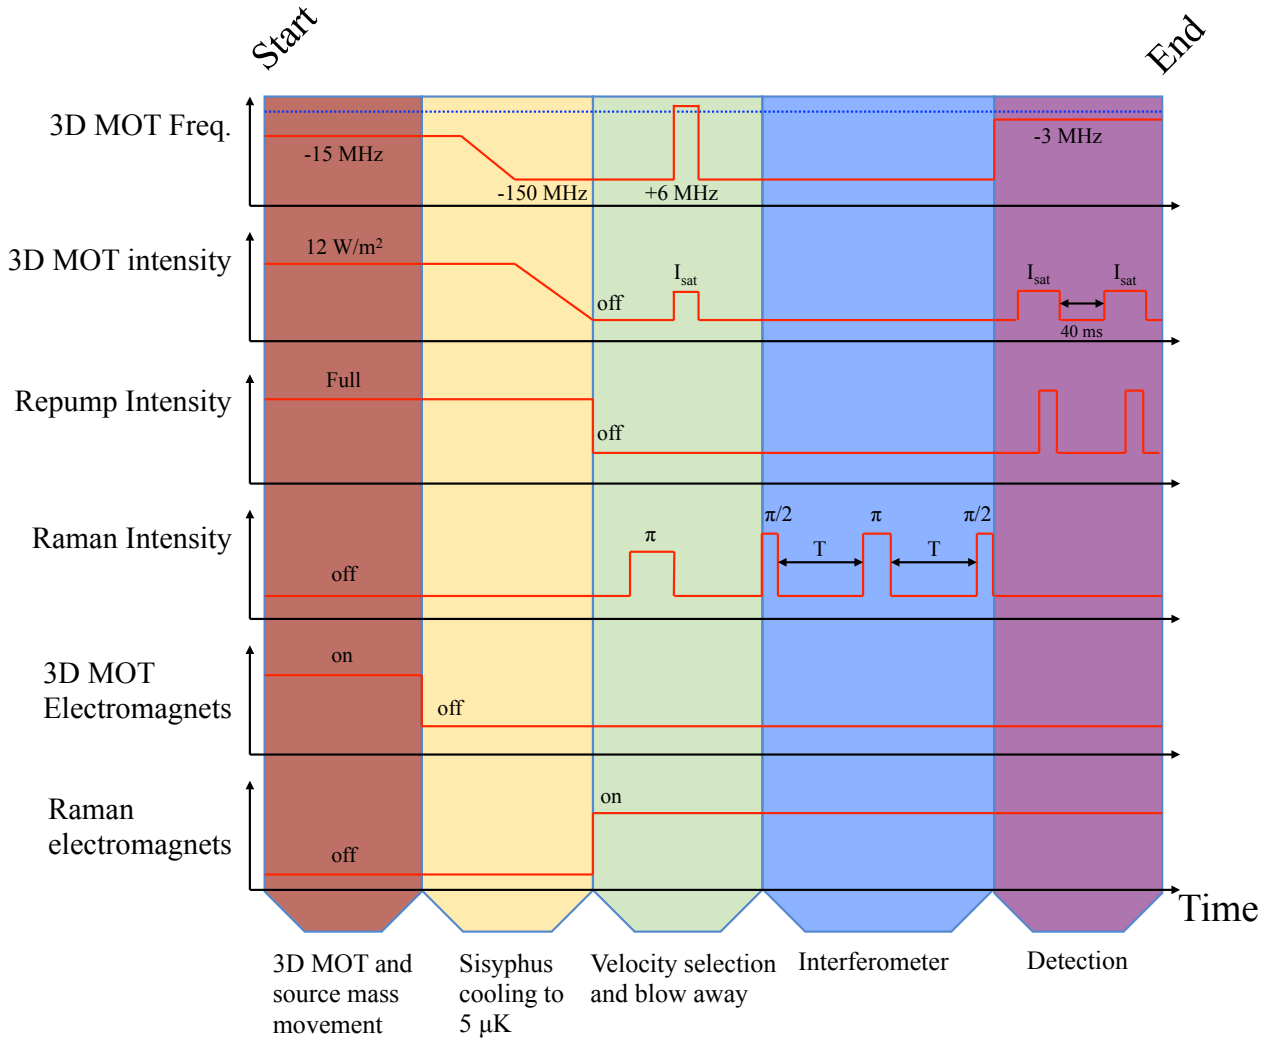 Start
End
3D MOT Freq.
-15 MHz
-150 MHz
+6 MHz
-3 MHz
3D MOT intensity
12 W/m²
off
I_sat
I_sat
I_sat
40 ms
Repump Intensity
Full
off
Raman Intensity
off
π
π/2
T
π
T
π/2
3D MOT
Electromagnets
on
off
Raman
electromagnets
off
on
Time
3D MOT and
source mass
movement
Sisyphus
cooling to
5 μK
Velocity selection
and blow away
Interferometer
Detection